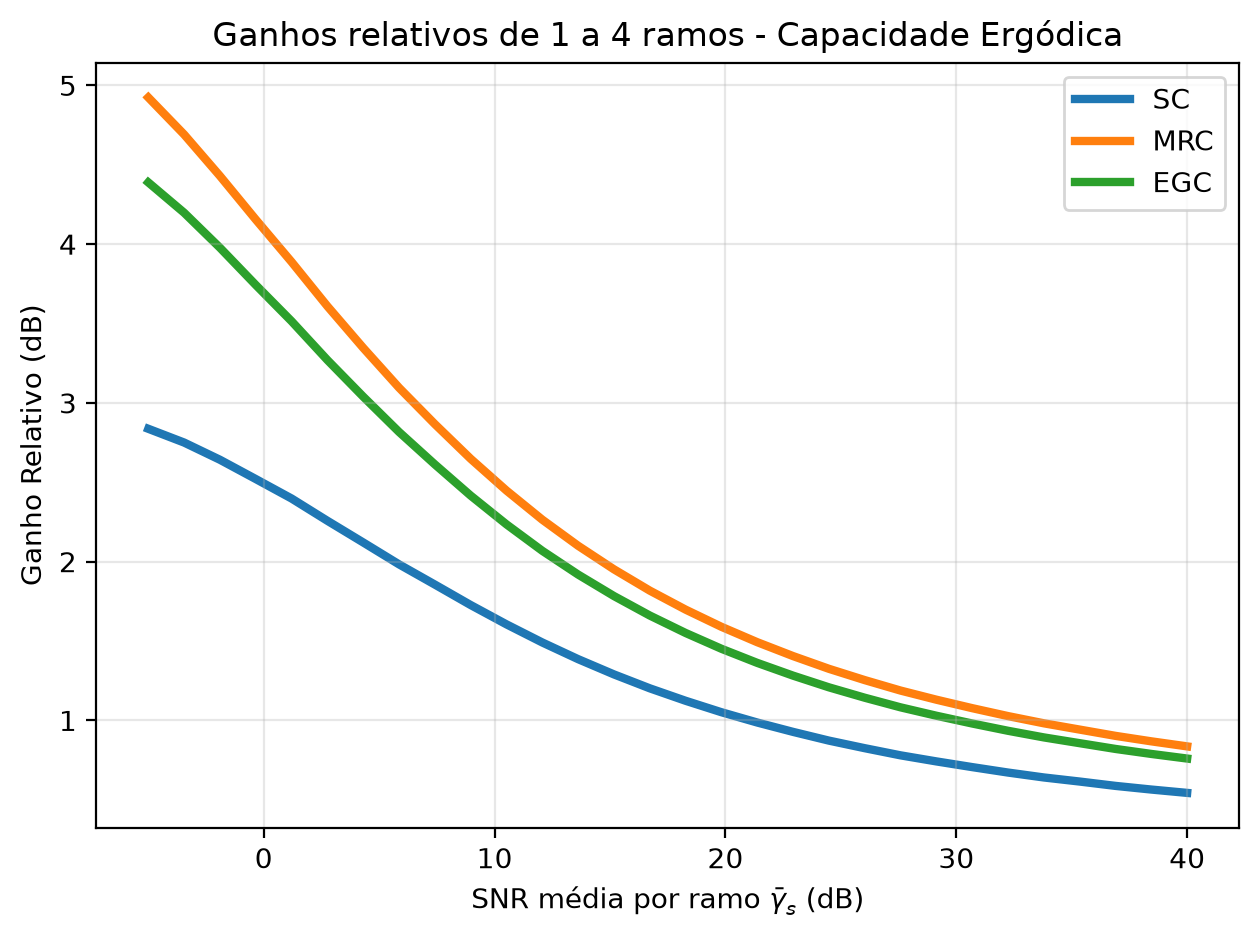 Ganhos relativos de 1 a 4 ramos - Capacidade Ergódica
Ganho Relativo (dB)
5
4
3
2
1
SC
MRC
EGC
0 10 20 30 40
SNR média por ramo γ̄ₛ (dB)